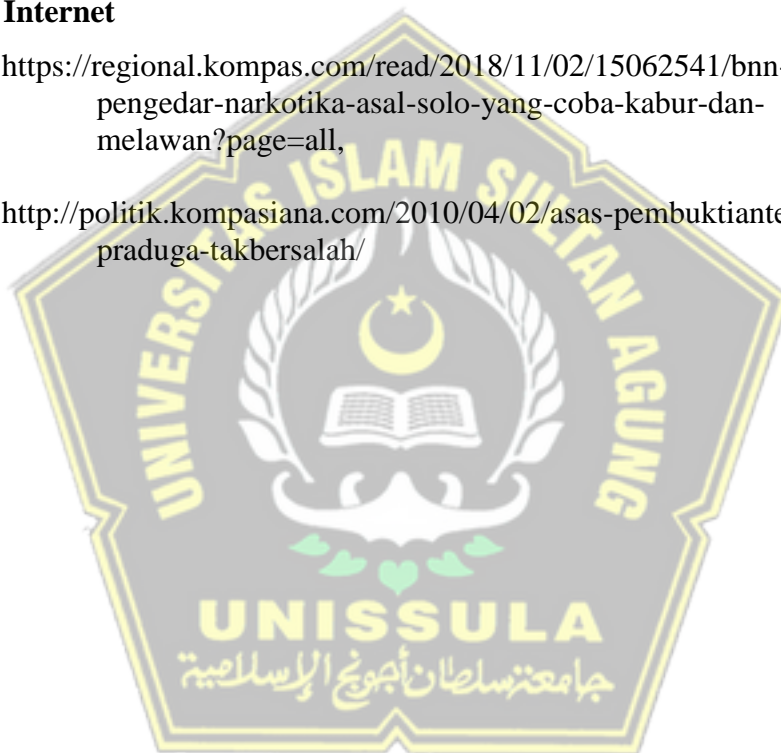 Internet
https://regional.kompas.com/read/2018/11/02/15062541/bnn-
pengedar-narkotika-asal-solo-yang-coba-kabur-dan-
melawan?page=all,
http://politik.kompasiana.com/2010/04/02/asas-pembuktiante
praduga-takbersalah/
UNIVERSITAS ISLAM SULTAN AGUNG
UNISSULA
جامعة سلطان أجونج الإسلامية